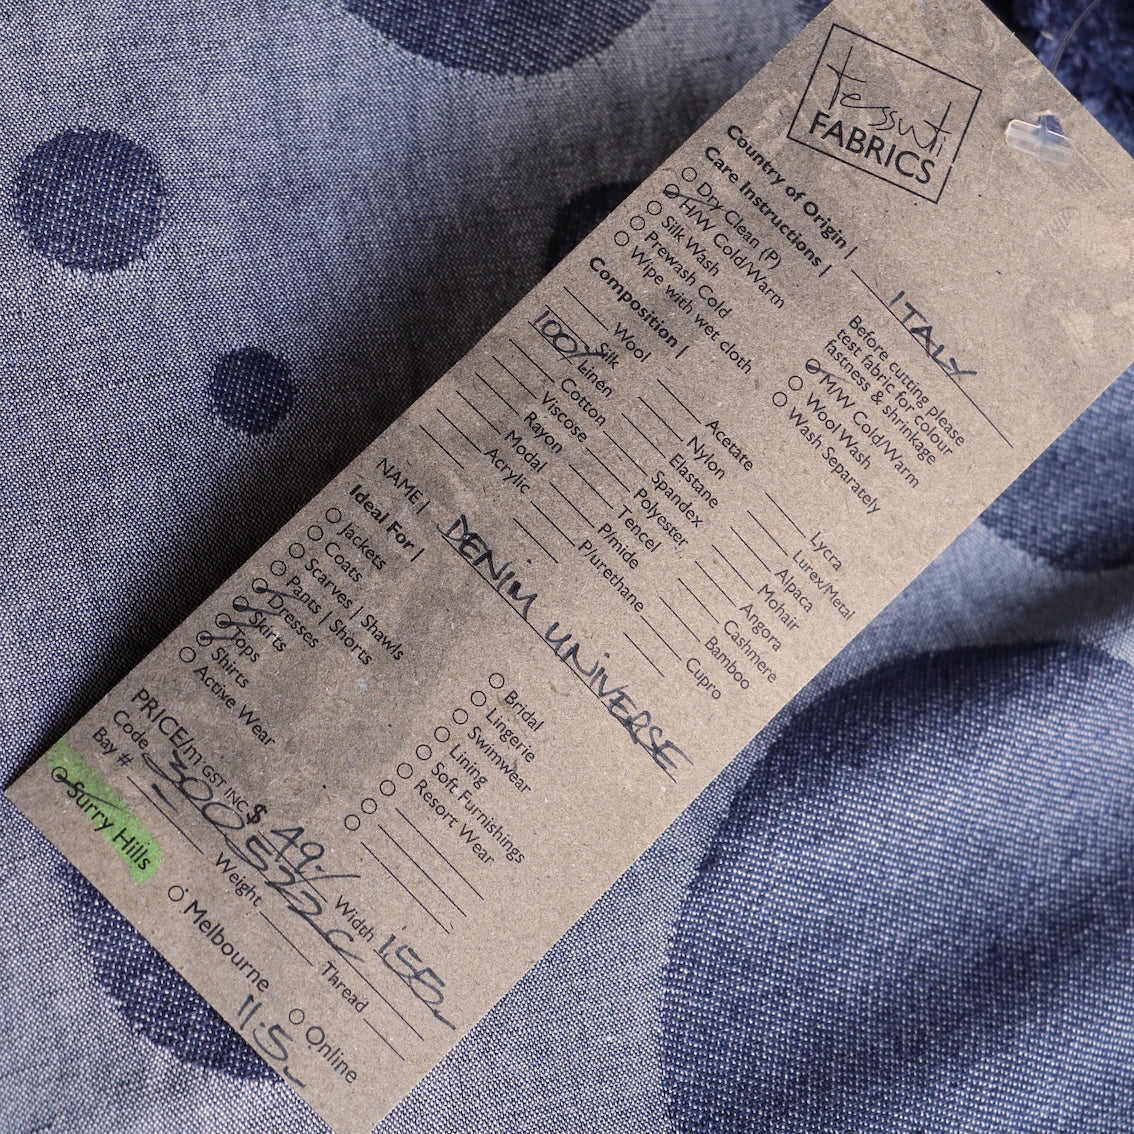 tessuti
FABRICS
Country of Origin | ITALY
Care Instructions |
Dry Clean (P)
H/W Cold/Warm
Silk Wash
Prewash Cold
Wipe with wet cloth
Before cutting please
test fabric for colour
fastness & shrinkage
M/W Cold/Warm
Wool Wash
Wash Separately
Composition |
Wool
Silk
100% Linen
Cotton
Viscose
Rayon
Modal
Acrylic
Acetate
Nylon
Elastane
Spandex
Polyester
Tencel
P/mide
P/urethane
Lycra
Lurex/Metal
Alpaca
Mohair
Angora
Cashmere
Bamboo
Cupro
NAME | DENIM UNIVERSE
Ideal For |
Jackets
Coats
Scarves | Shawls
Pants | Shorts
Dresses
Skirts
Tops
Shirts
Active Wear
Bridal
Lingerie
Swimwear
Lining
Soft Furnishings
Resort Wear
PRICE/m GST INC $ 49.- Width 155
Code 300522C
Bay # Weight Thread
Surry Hills Melbourne Online
11.5